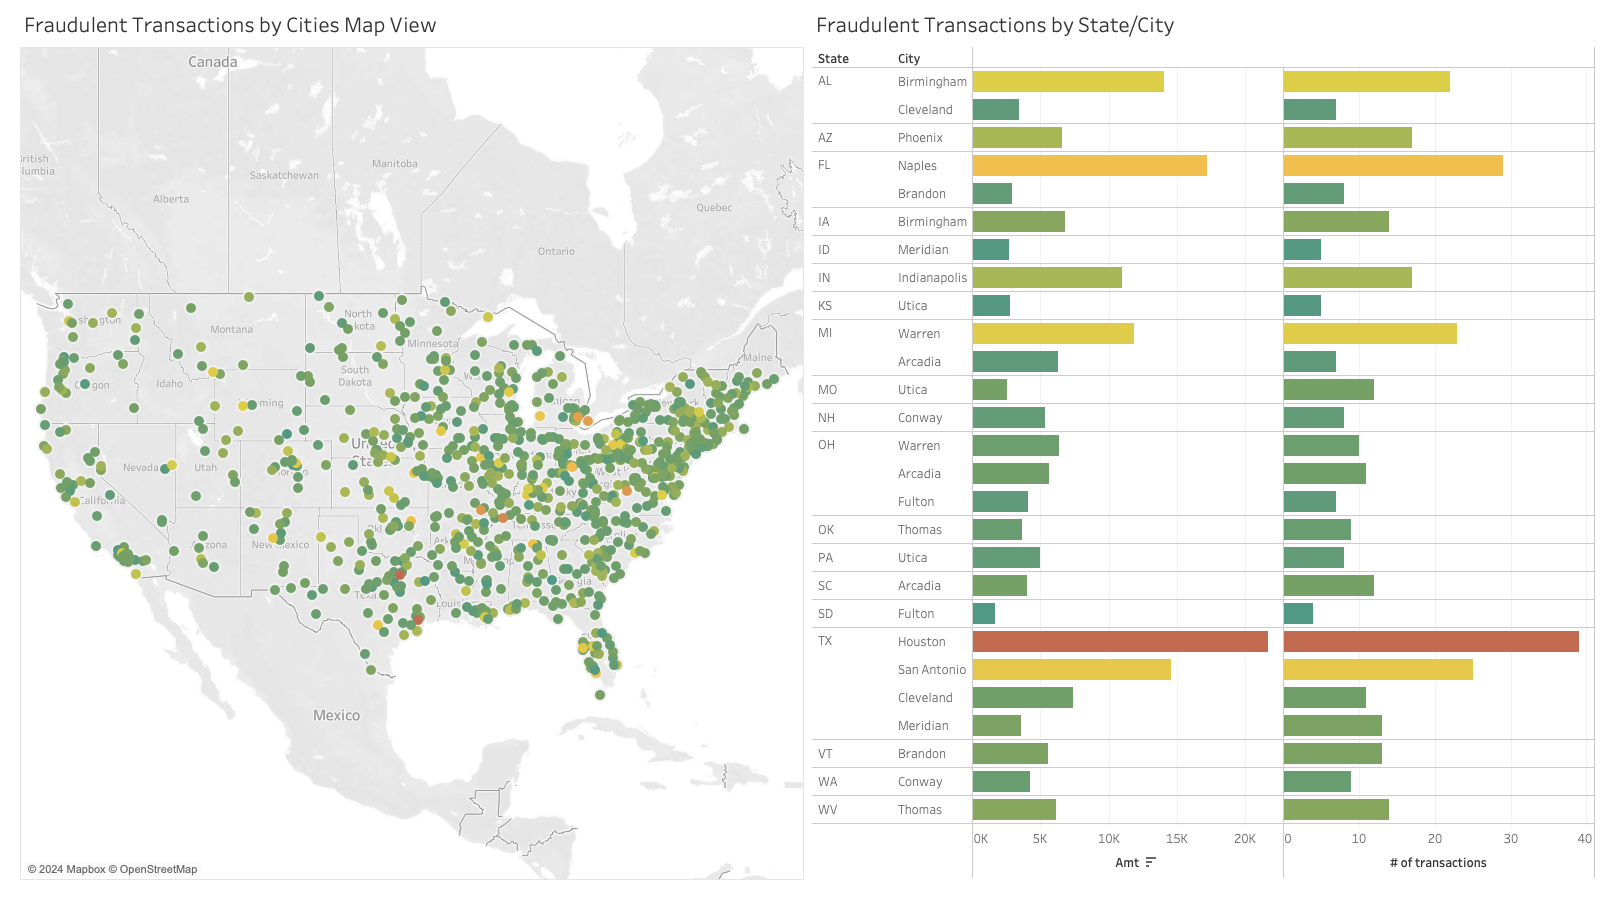 Fraudulent Transactions by Cities Map View
Canada
Manitoba
Saskatchewan
Alberta
Quebec
Ontario
North
Montana
Minnesota
Maine
South
Dakota
Idaho
Nevada
Utah
California
New Mexico
Mexico
© 2024 Mapbox © OpenStreetMap
Fraudulent Transactions by State/City
State City
AL Birmingham
Cleveland
AZ Phoenix
FL Naples
Brandon
IA Birmingham
ID Meridian
IN Indianapolis
KS Utica
MI Warren
Arcadia
MO Utica
NH Conway
OH Warren
Arcadia
Fulton
OK Thomas
PA Utica
SC Arcadia
SD Fulton
TX Houston
San Antonio
Cleveland
Meridian
VT Brandon
WA Conway
WV Thomas
0K 5K 10K 15K 20K 0 10 20 30 40
Amt # of transactions